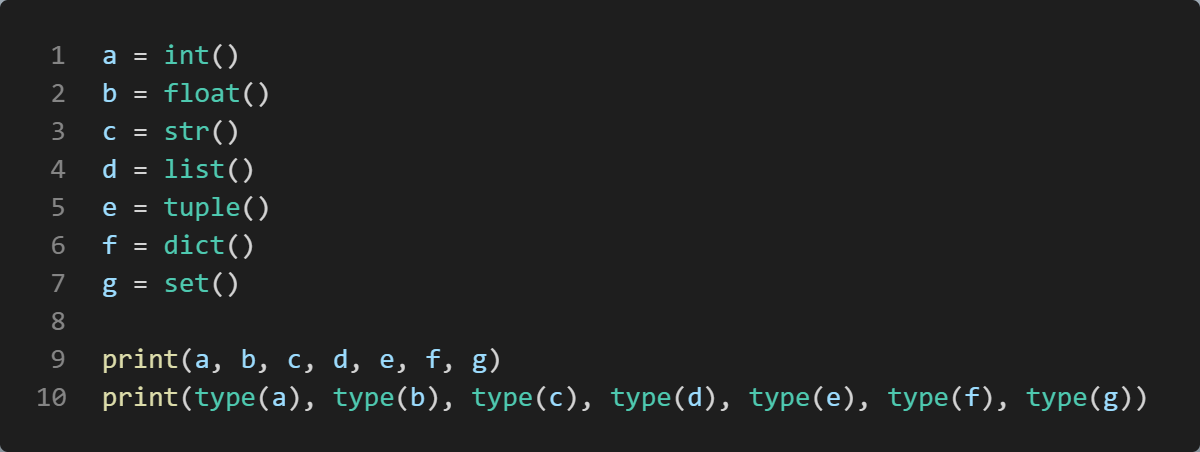 1 a = int()
2 b = float()
3 c = str()
4 d = list()
5 e = tuple()
6 f = dict()
7 g = set()
8
9 print(a, b, c, d, e, f, g)
10 print(type(a), type(b), type(c), type(d), type(e), type(f), type(g))